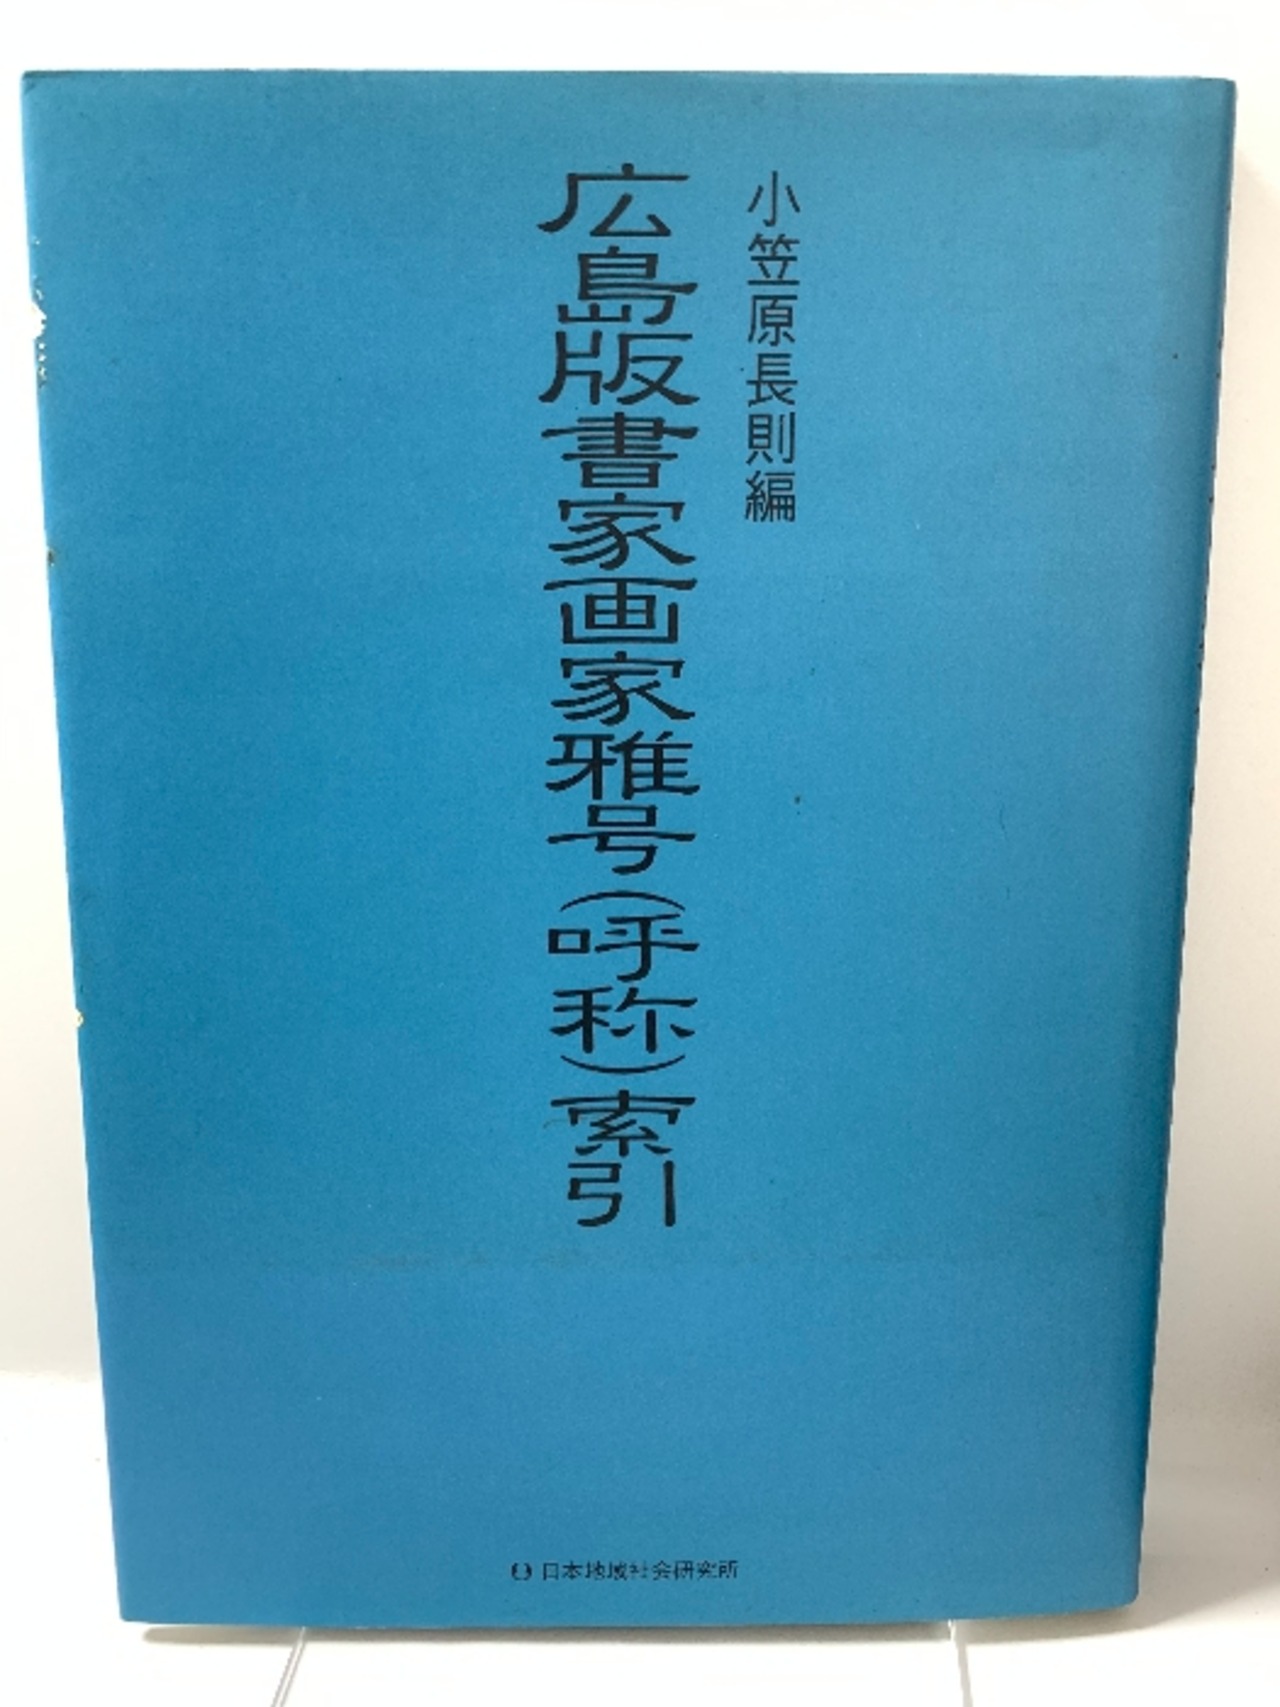 小笠原長則編
広島版書家画家雅号(呼称)索引
日本地域社会研究所